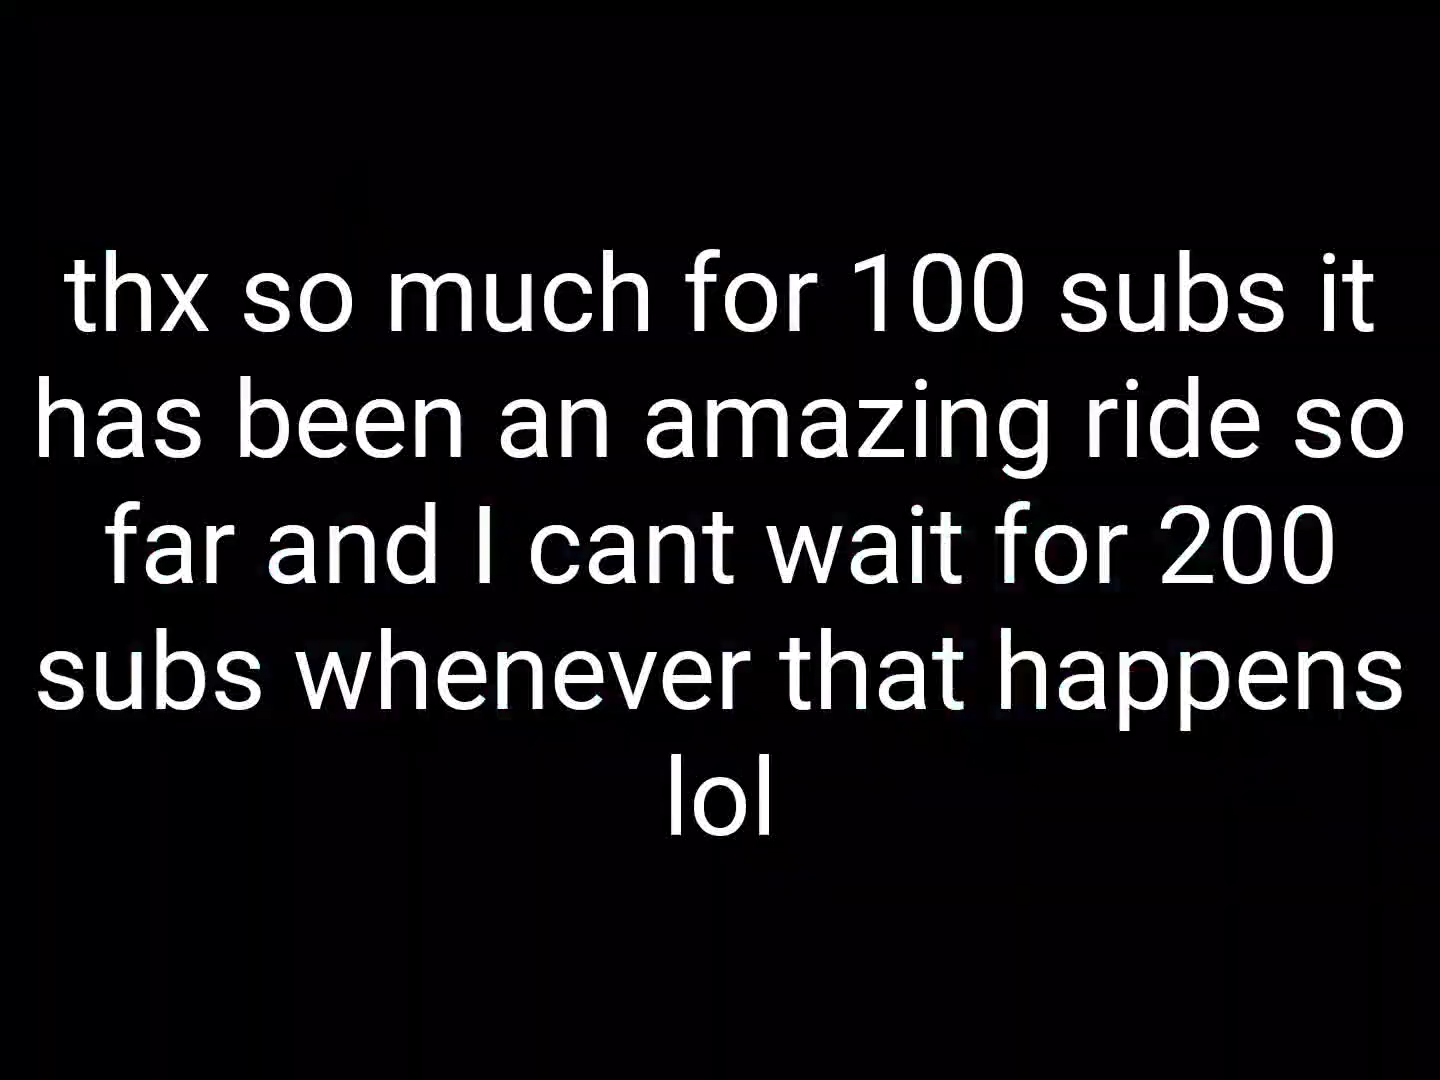 thx so much for 100 subs it
has been an amazing ride so
far and I cant wait for 200
subs whenever that happens
lol